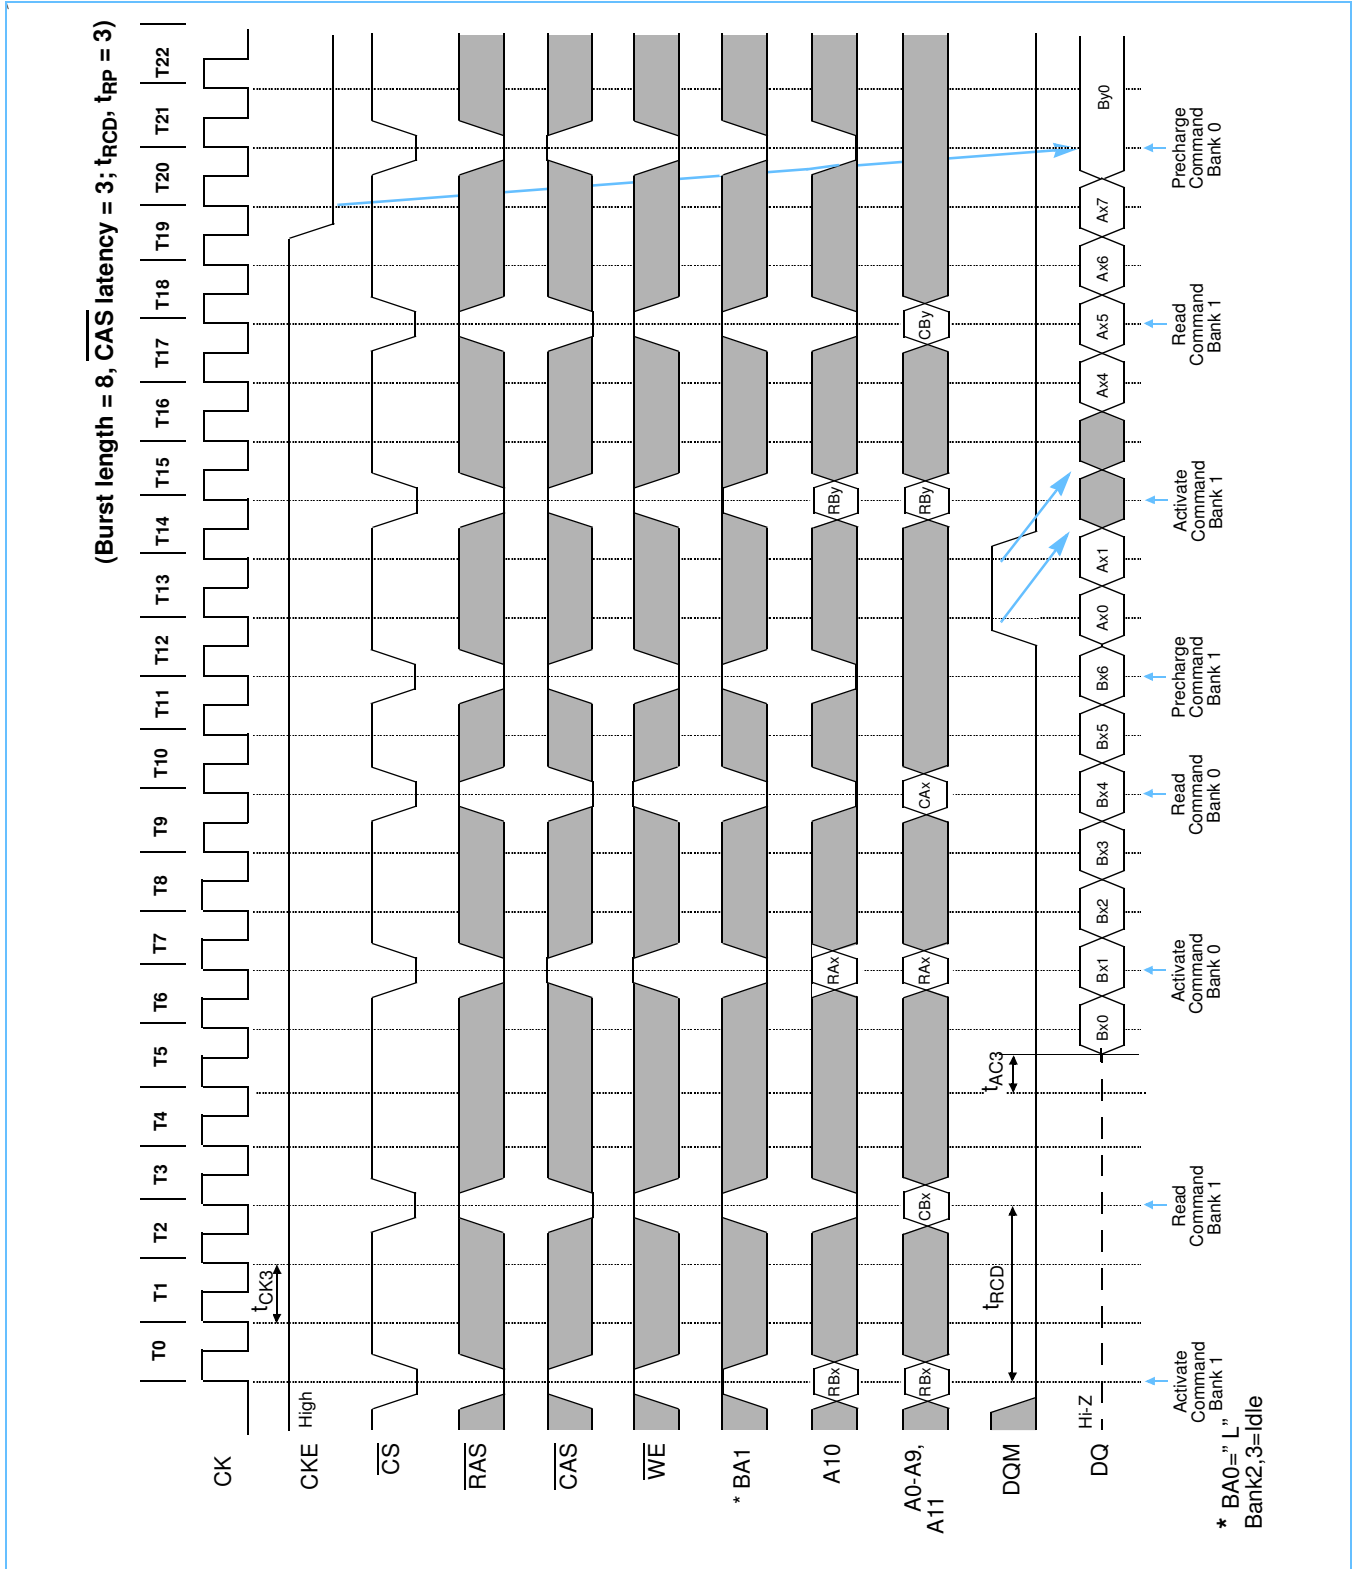 (Burst length = 8, CAS latency = 3; tRCD, tRP = 3)
T0 T1 T2 T3 T4 T5 T6 T7 T8 T9 T10 T11 T12 T13 T14 T15 T16 T17 T18 T19 T20 T21 T22
CK
tCK3
CKE
High
CS
RAS
CAS
WE
* BA1
A10
RBx RAx RBy
A0-A9,
A11
RBx CBx RAx CAx RBy CBy
DQM
tRCD
tAC3
DQ
Hi-Z
Bx0 Bx1 Bx2 Bx3 Bx4 Bx5 Bx6 Ax0 Ax1 Ax4 Ax5 Ax6 Ax7 By0
Activate
Command
Bank 1
Read
Command
Bank 1
Activate
Command
Bank 0
Read
Command
Bank 0
Precharge
Command
Bank 1
Activate
Command
Bank 1
Read
Command
Bank 1
Precharge
Command
Bank 0
* BA0=" L"
Bank2,3=Idle